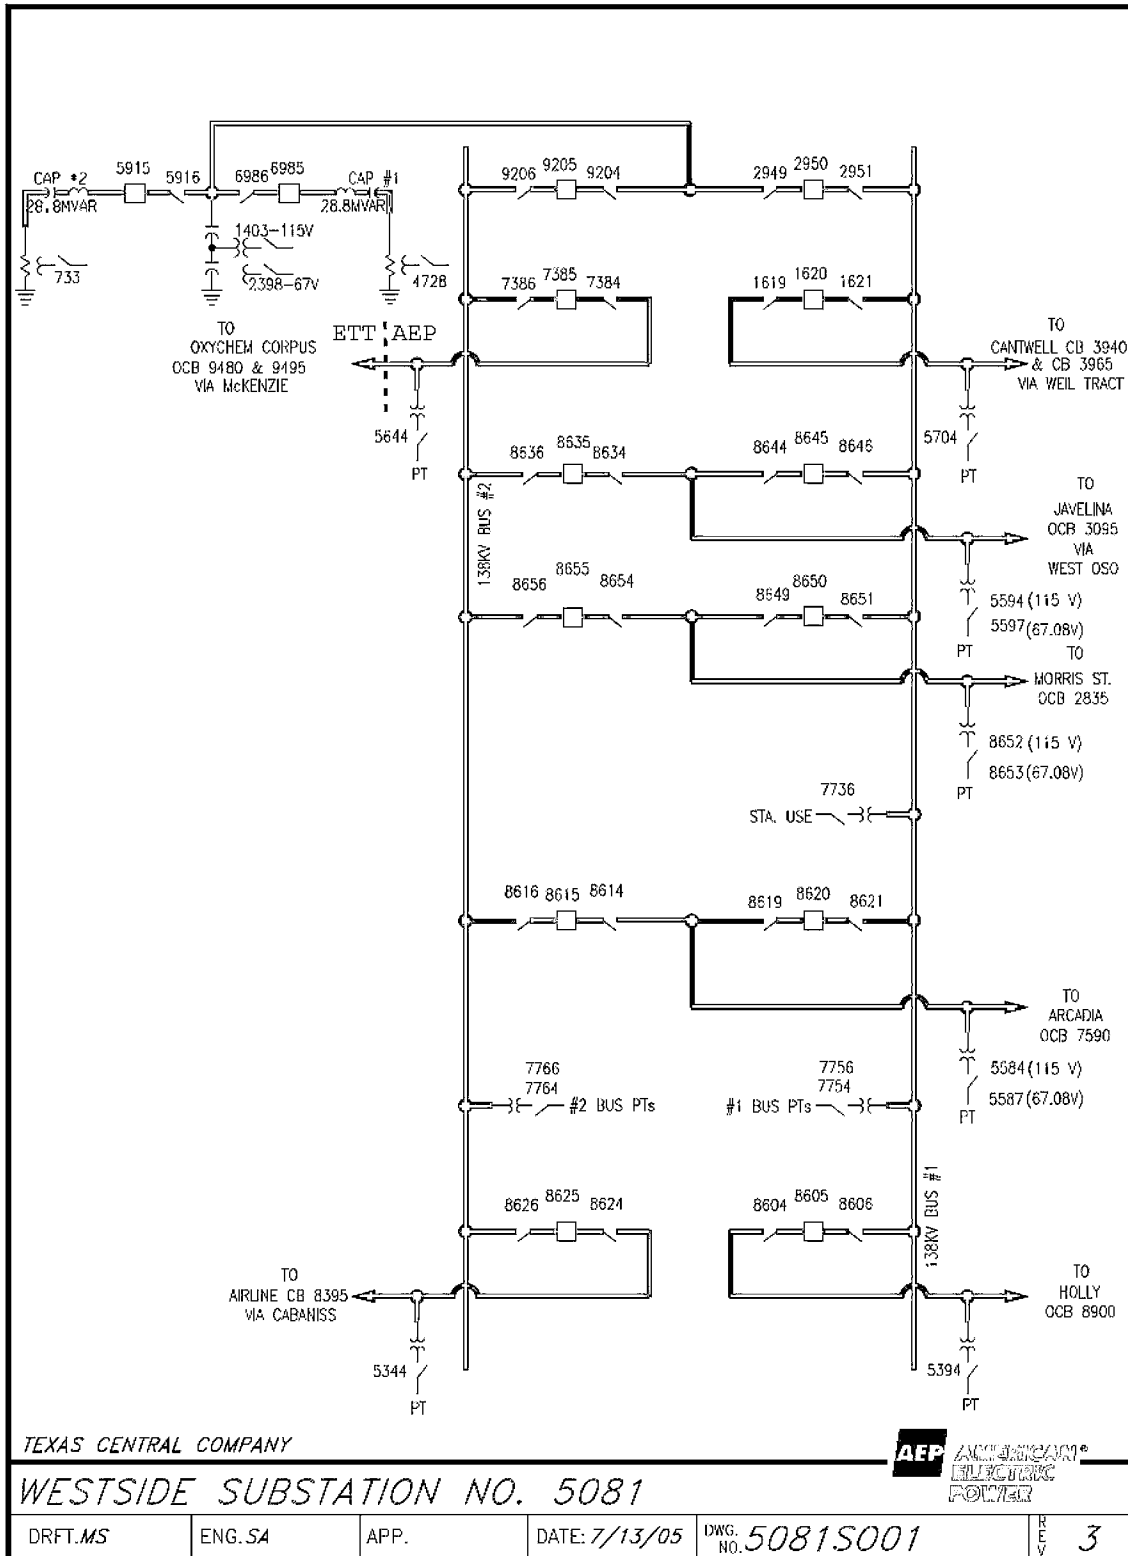 5915
5916
6986
6985
CAP #2
28.8MVAR
CAP #1
28.8MVAR
9206
9205
9204
2949
2950
2951
1403-115V
2398-67V
733
4728
7386
7385
7384
1619
1620
1621
TO
OXYCHEM CORPUS
OCB 9480 & 9495
VIA McKENZIE
ETT
AEP
TO
CANTWELL CB 3940
& CB 3965
VIA WEIL TRACT
5644
PT
5704
PT
8636
8635
8634
8644
8645
8646
138KV BUS #2
TO
JAVELINA
OCB 3095
VIA
WEST OSO
8656
8655
8654
8649
8650
8651
5594 (115 V)
5597 (67.08V)
PT
TO
MORRIS ST.
OCB 2835
8652 (115 V)
8653 (67.08V)
PT
7736
STA. USE
8616
8615
8614
8619
8620
8621
TO
ARCADIA
OCB 7590
7766
7764
#2 BUS PTs
7756
7754
#1 BUS PTs
5584 (115 V)
5587 (67.08V)
PT
138KV BUS #1
8626
8625
8624
8604
8605
8606
TO
AIRLINE CB 8395
VIA CABANISS
TO
HOLLY
OCB 8900
5344
PT
5394
PT
TEXAS CENTRAL COMPANY
AEP AMERICAN®
ELECTRIC
POWER
WESTSIDE SUBSTATION NO. 5081
DRFT. MS
ENG. SA
APP.
DATE: 7/13/05
DWG. NO. 5081S001
REV 3